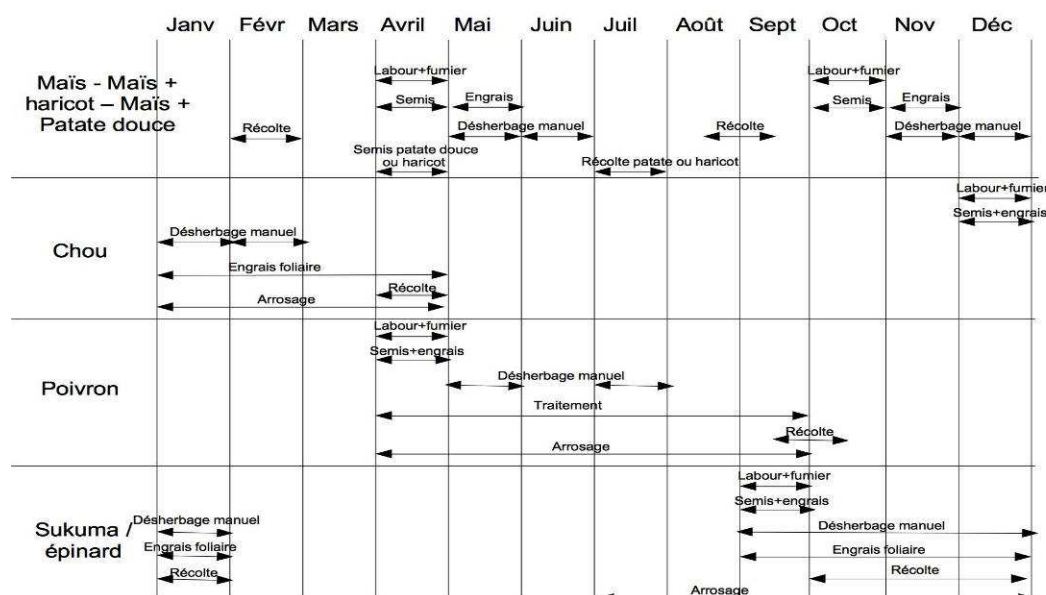 Janv Févr Mars Avril Mai Juin Juil Août Sept Oct Nov Déc
Maïs - Maïs +
haricot – Maïs +
Patate douce
Labour+fumier Labour+fumier
Semis Engrais Semis Engrais
Récolte Désherbage manuel Récolte Désherbage manuel
Semis patate douce
ou haricot Récolte patate ou haricot
Chou
Labour+fumier
Semis+engrais
Désherbage manuel
Engrais foliaire
Récolte
Arrosage
Poivron
Labour+fumier
Semis+engrais
Désherbage manuel
Traitement
Récolte
Arrosage
Sukuma /
épinard
Labour+fumier
Semis+engrais
Désherbage manuel Désherbage manuel
Engrais foliaire Engrais foliaire
Récolte Récolte
Arrosage